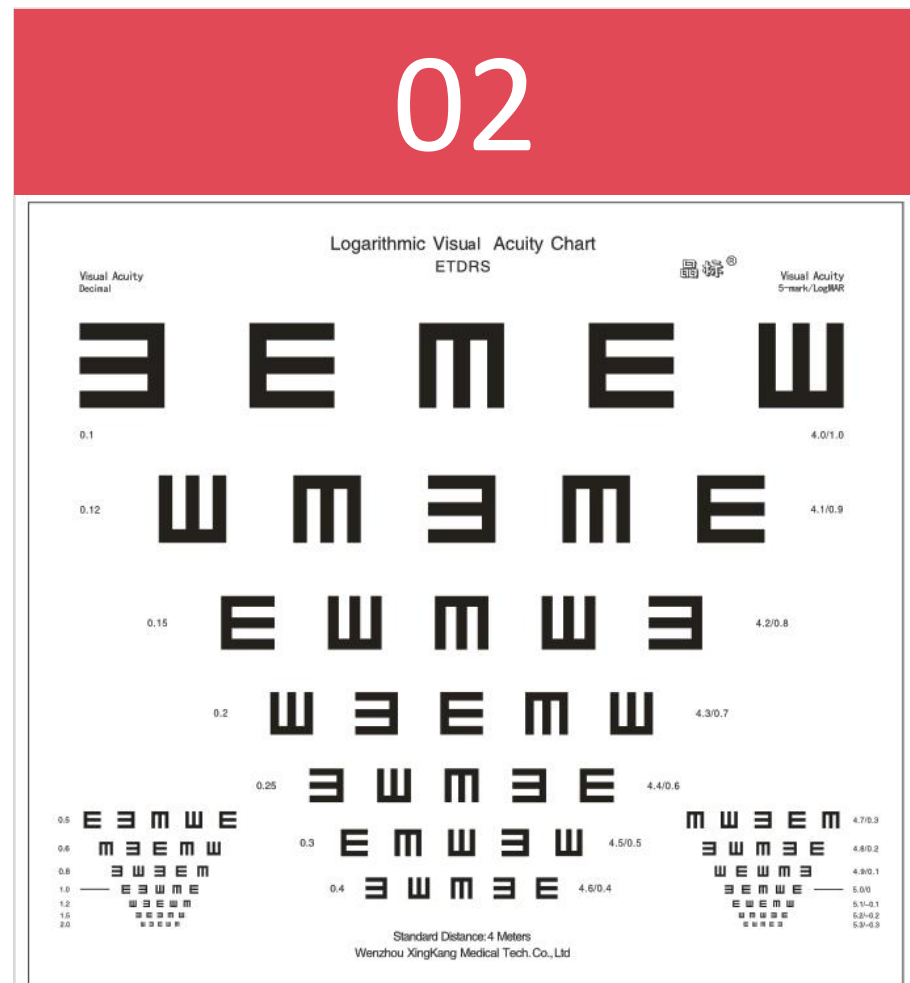 02
Logarithmic Visual Acuity Chart
ETDRS
晶标®
Visual Acuity
Decimal
Visual Acuity
5-mark/LogMAR
Ǝ E M E Ш
0.1 4.0/1.0
0.12 Ш M Ǝ M E 4.1/0.9
0.15 E Ш M Ш Ǝ 4.2/0.8
0.2 Ш Ǝ E M Ш 4.3/0.7
0.25 Ǝ Ш M Ǝ E 4.4/0.6
0.3 E M Ш Ǝ Ш 4.5/0.5
0.4 Ǝ Ш M Ǝ E 4.6/0.4
0.5 E Ǝ M Ш E
0.6 M Ǝ E M Ш
0.8 Ǝ Ш Ǝ E M
1.0 E Ǝ Ш M E
1.2 Ш Ǝ E Ш M
1.5
2.0
M Ш Ǝ E M 4.7/0.3
Ǝ Ш M Ǝ E 4.8/0.2
E Ш E M Ǝ 4.9/0.1
Ǝ E M Ш E 5.0/0
E Ш E M Ш 5.1/-0.1
5.2/-0.2
5.3/-0.3
Standard Distance: 4 Meters
Wenzhou XingKang Medical Tech. Co., Ltd